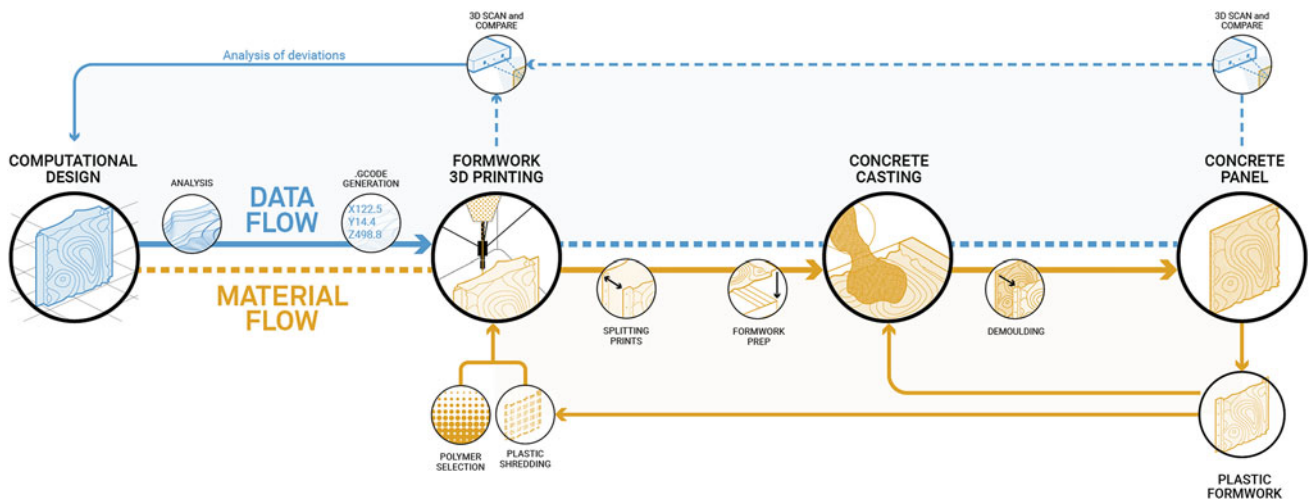 3D SCAN and
COMPARE
3D SCAN and
COMPARE
Analysis of deviations
COMPUTATIONAL
DESIGN
ANALYSIS
DATA
FLOW
.GCODE
GENERATION
X122.5
Y14.4
Z498.8
FORMWORK
3D PRINTING
CONCRETE
CASTING
CONCRETE
PANEL
MATERIAL
FLOW
SPLITTING
PRINTS
FORMWORK
PREP
DEMOULDING
POLYMER
SELECTION
PLASTIC
SHREDDING
PLASTIC
FORMWORK